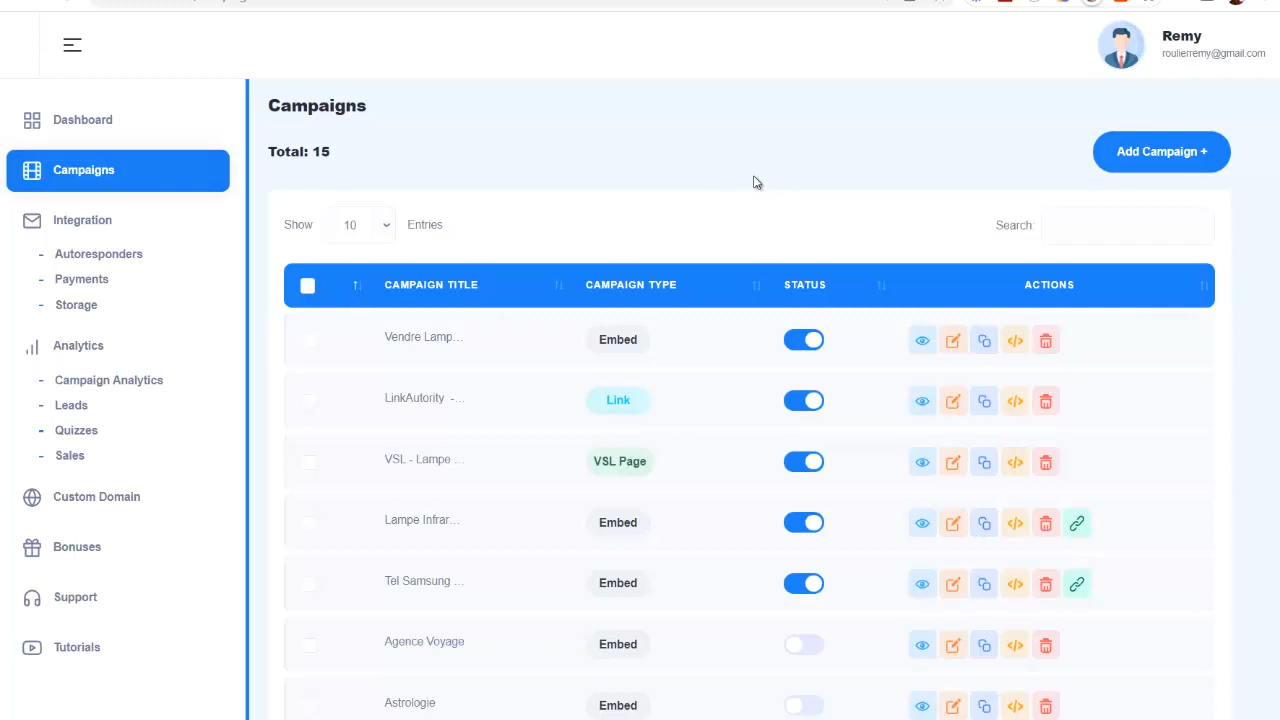 Remy
roulierremy@gmail.com
Dashboard
Campaigns
Integration
- Autoresponders
- Payments
- Storage
Analytics
- Campaign Analytics
- Leads
- Quizzes
- Sales
Custom Domain
Bonuses
Support
Tutorials
Campaigns
Total: 15
Add Campaign +
Show 10 Entries
Search:
CAMPAIGN TITLE CAMPAIGN TYPE STATUS ACTIONS
Vendre Lamp... Embed
LinkAutority -... Link
VSL - Lampe ... VSL Page
Lampe Infrar... Embed
Tel Samsung ... Embed
Agence Voyage Embed
Astrologie Embed